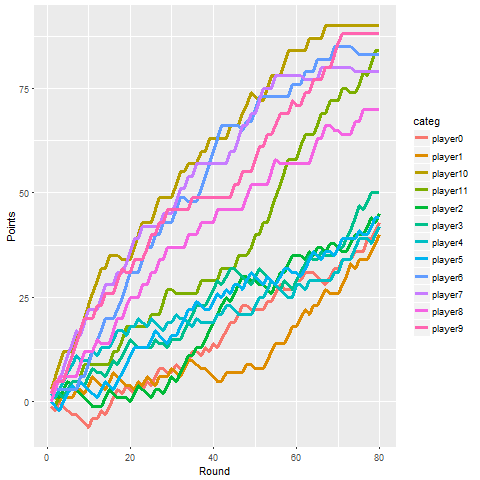 Points
75
50
25
0
0
20
40
60
80
Round
categ
player0
player1
player10
player11
player2
player3
player4
player5
player6
player7
player8
player9